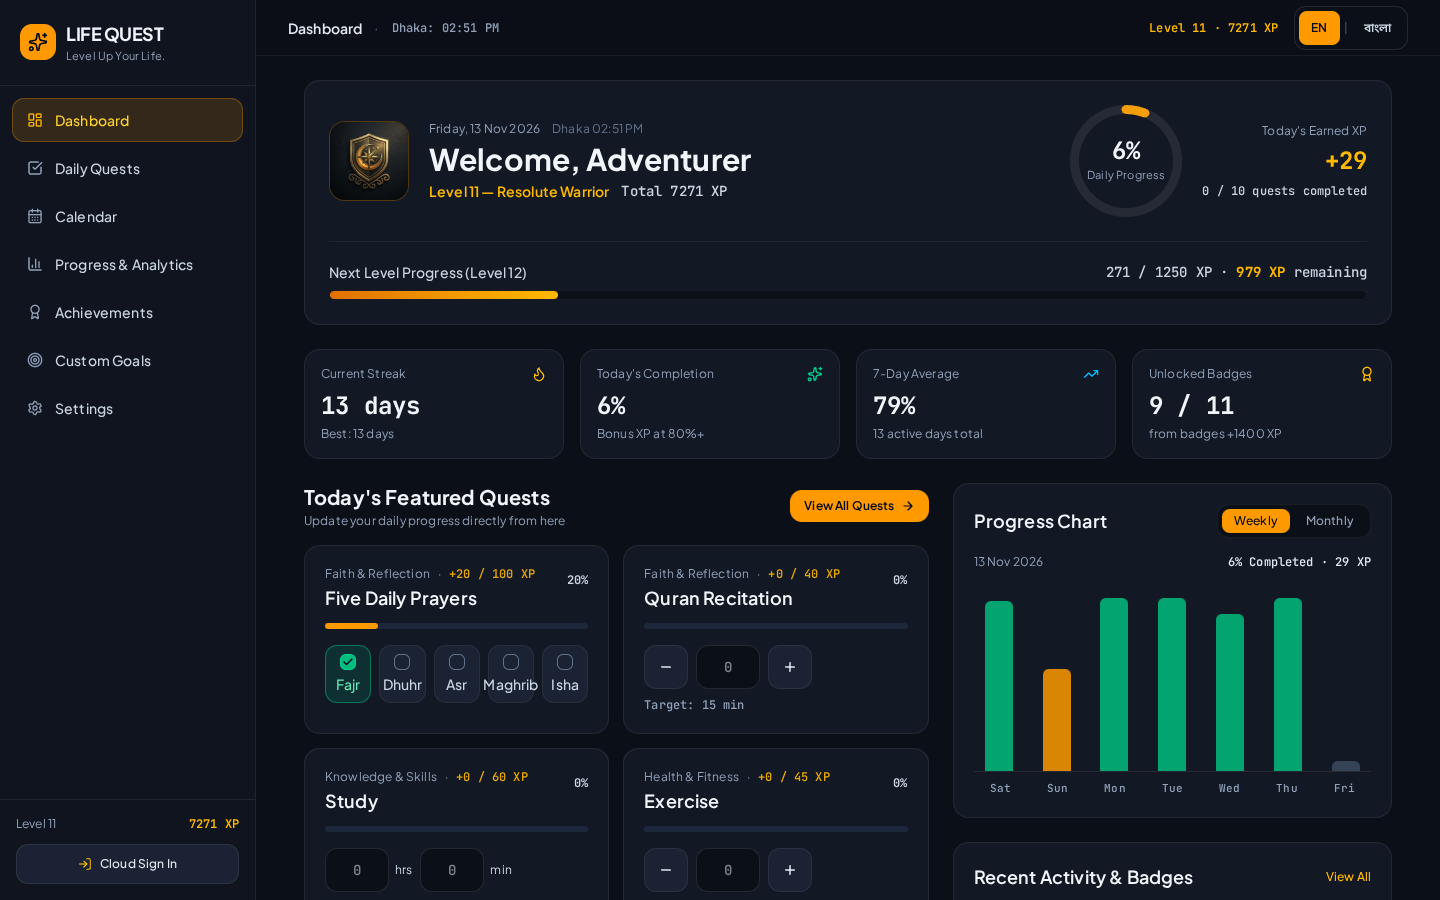 LIFE QUEST
Level Up Your Life.
Dashboard
Daily Quests
Calendar
Progress & Analytics
Achievements
Custom Goals
Settings
Level 11
7271 XP
Cloud Sign In
Dashboard · Dhaka: 02:51 PM
Level 11 · 7271 XP
EN | বাংলা
Friday, 13 Nov 2026 Dhaka 02:51 PM
Welcome, Adventurer
Level 11 — Resolute Warrior Total 7271 XP
6%
Daily Progress
Today's Earned XP
+29
0 / 10 quests completed
Next Level Progress (Level 12)
271 / 1250 XP · 979 XP remaining
Current Streak
13 days
Best: 13 days
Today's Completion
6%
Bonus XP at 80%+
7-Day Average
79%
13 active days total
Unlocked Badges
9 / 11
from badges +1400 XP
Today's Featured Quests
Update your daily progress directly from here
View All Quests
Faith & Reflection · +20 / 100 XP
20%
Five Daily Prayers
Fajr
Dhuhr
Asr
Maghrib
Isha
Faith & Reflection · +0 / 40 XP
0%
Quran Recitation
− 0 +
Target: 15 min
Knowledge & Skills · +0 / 60 XP
0%
Study
0 hrs 0 min
Health & Fitness · +0 / 45 XP
0%
Exercise
− 0 +
Progress Chart
Weekly Monthly
13 Nov 2026
6% Completed · 29 XP
Sat Sun Mon Tue Wed Thu Fri
Recent Activity & Badges
View All